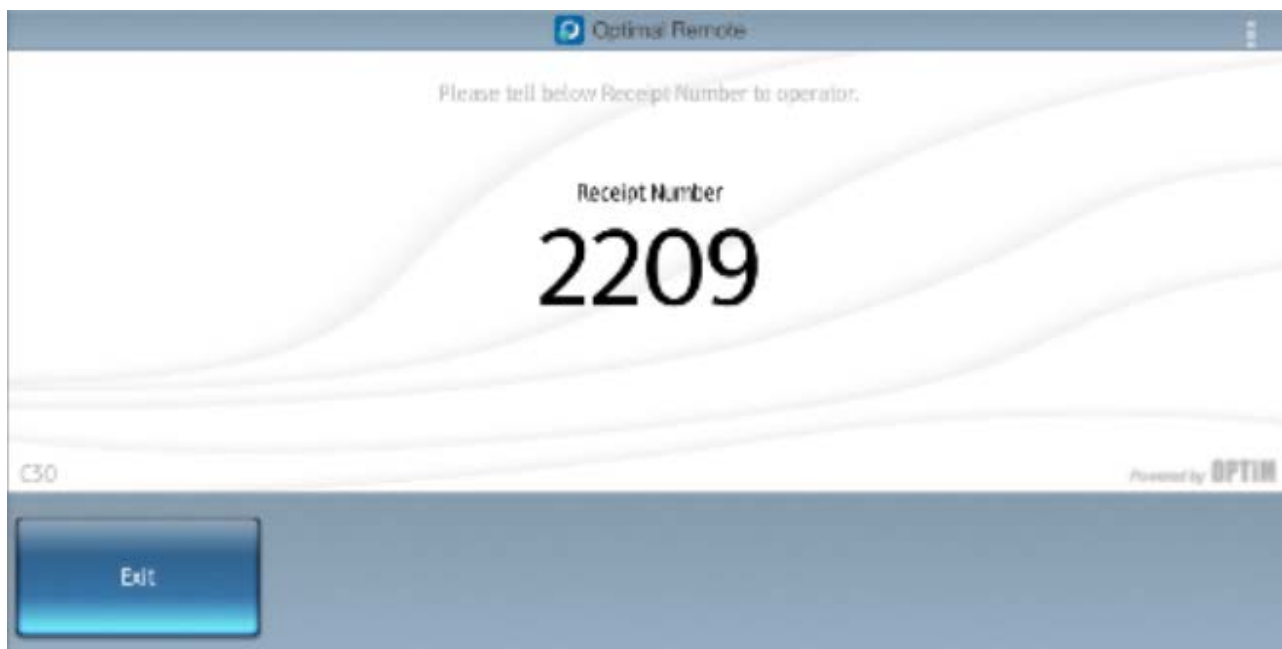 Optimal Remote
Please tell below Receipt Number to operator.
Receipt Number
2209
C30
Powered by OPTiM
Exit